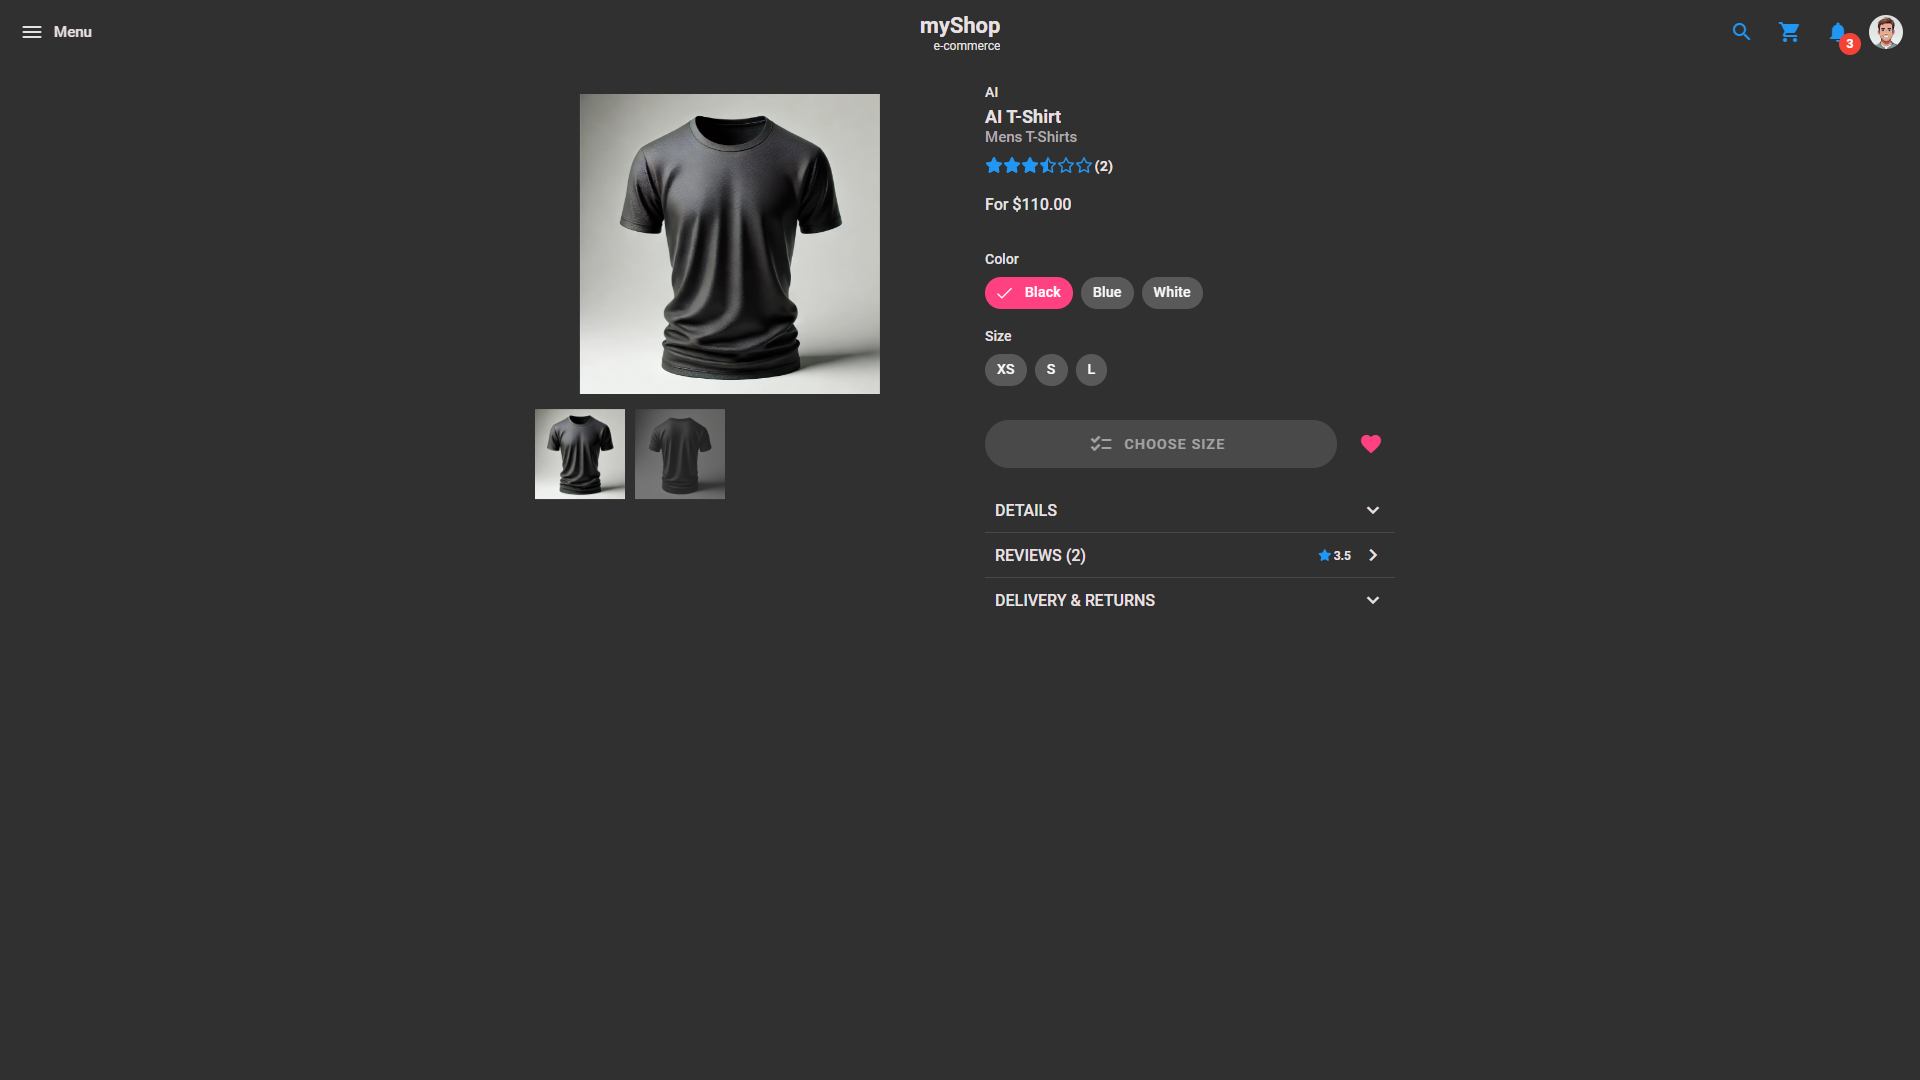 Menu
myShop
e-commerce
3
AI
AI T-Shirt
Mens T-Shirts
(2)
For $110.00
Color
Black
Blue
White
Size
XS
S
L
CHOOSE SIZE
DETAILS
REVIEWS (2)
3.5
DELIVERY & RETURNS